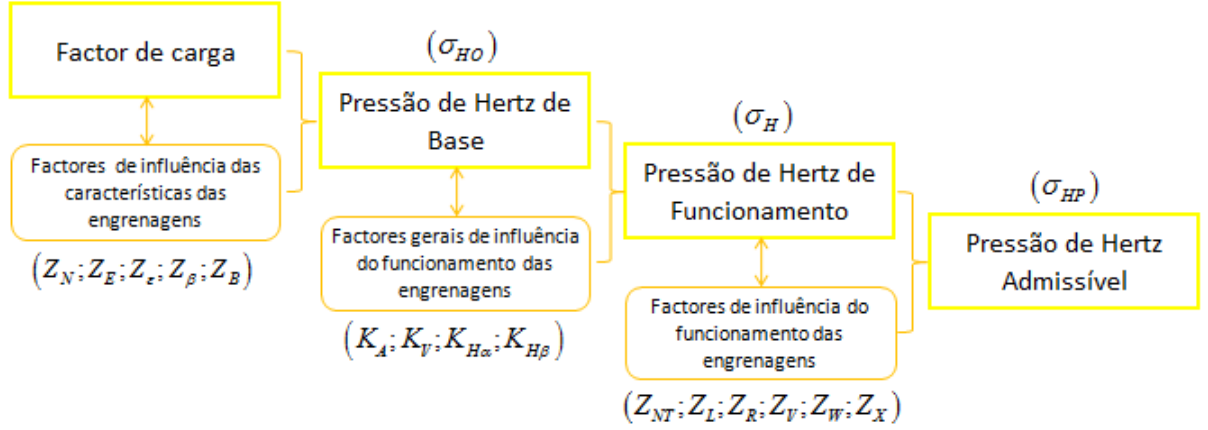 Factor de carga
Factores de influência das
características das
engrenagens
(Z_N; Z_E; Z_ε; Z_β; Z_B)
(σ_HO)
Pressão de Hertz de
Base
Factores gerais de influência
do funcionamento das
engrenagens
(K_A; K_V; K_Hα; K_Hβ)
(σ_H)
Pressão de Hertz de
Funcionamento
Factores de influência do
funcionamento das
engrenagens
(Z_NT; Z_L; Z_R; Z_V; Z_W; Z_X)
(σ_HP)
Pressão de Hertz
Admissível